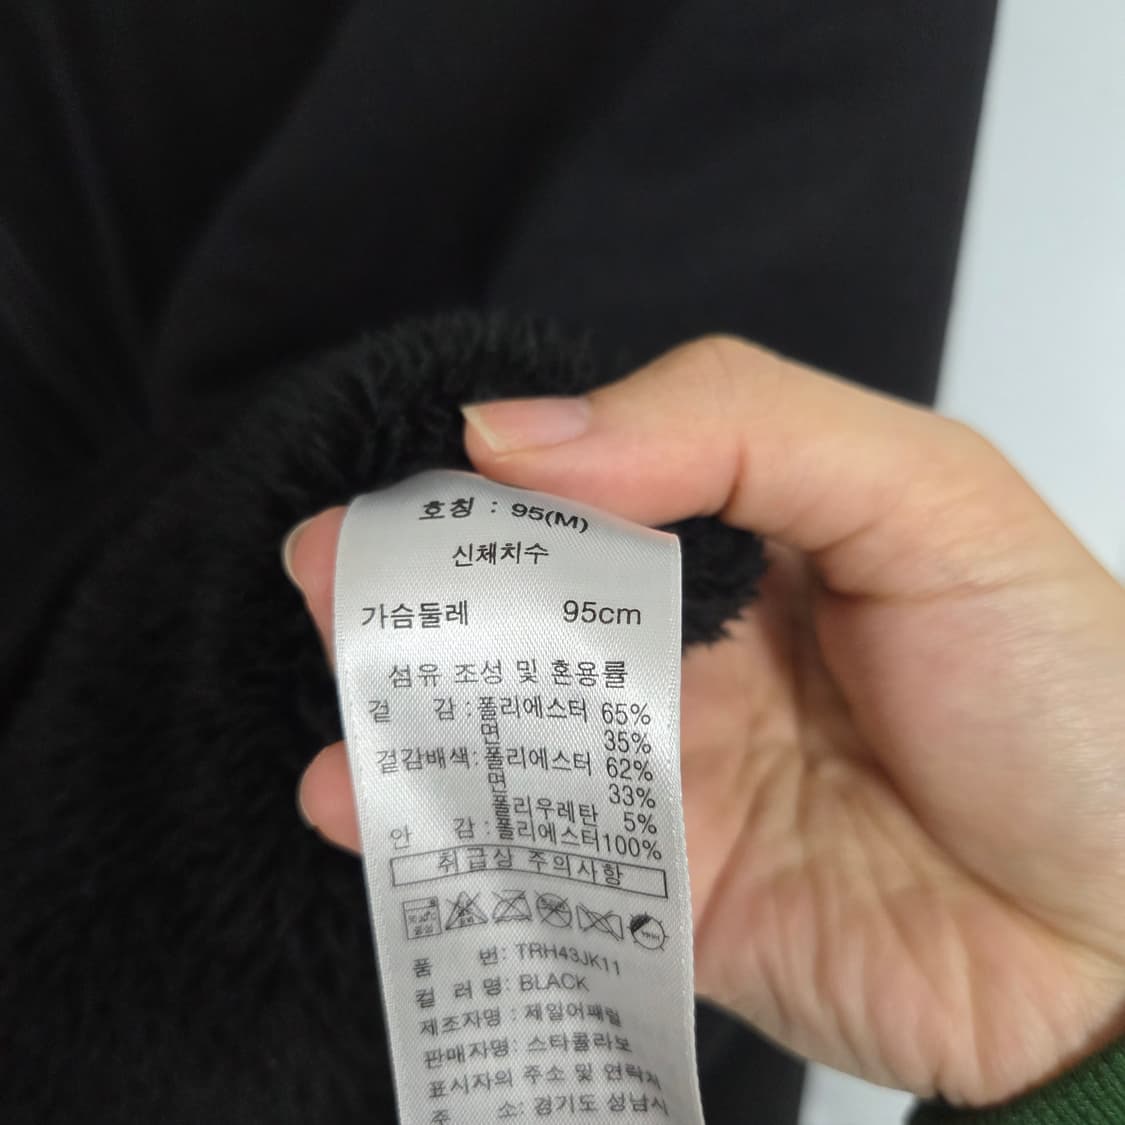 호칭 : 95(M)
신체치수
가슴둘레 95cm
섬유 조성 및 혼용률
겉 감 : 폴리에스터 65%
면 35%
겉감배색: 폴리에스터 62%
면 33%
폴리우레탄 5%
안 감 : 폴리에스터100%
취급상 주의사항
품 번: TRH43JK11
컬 러 명: BLACK
제조자명 : 제일어패럴
판매자명: 스타콜라보
표시자의 주소 및 연락처
주 소: 경기도 성남시